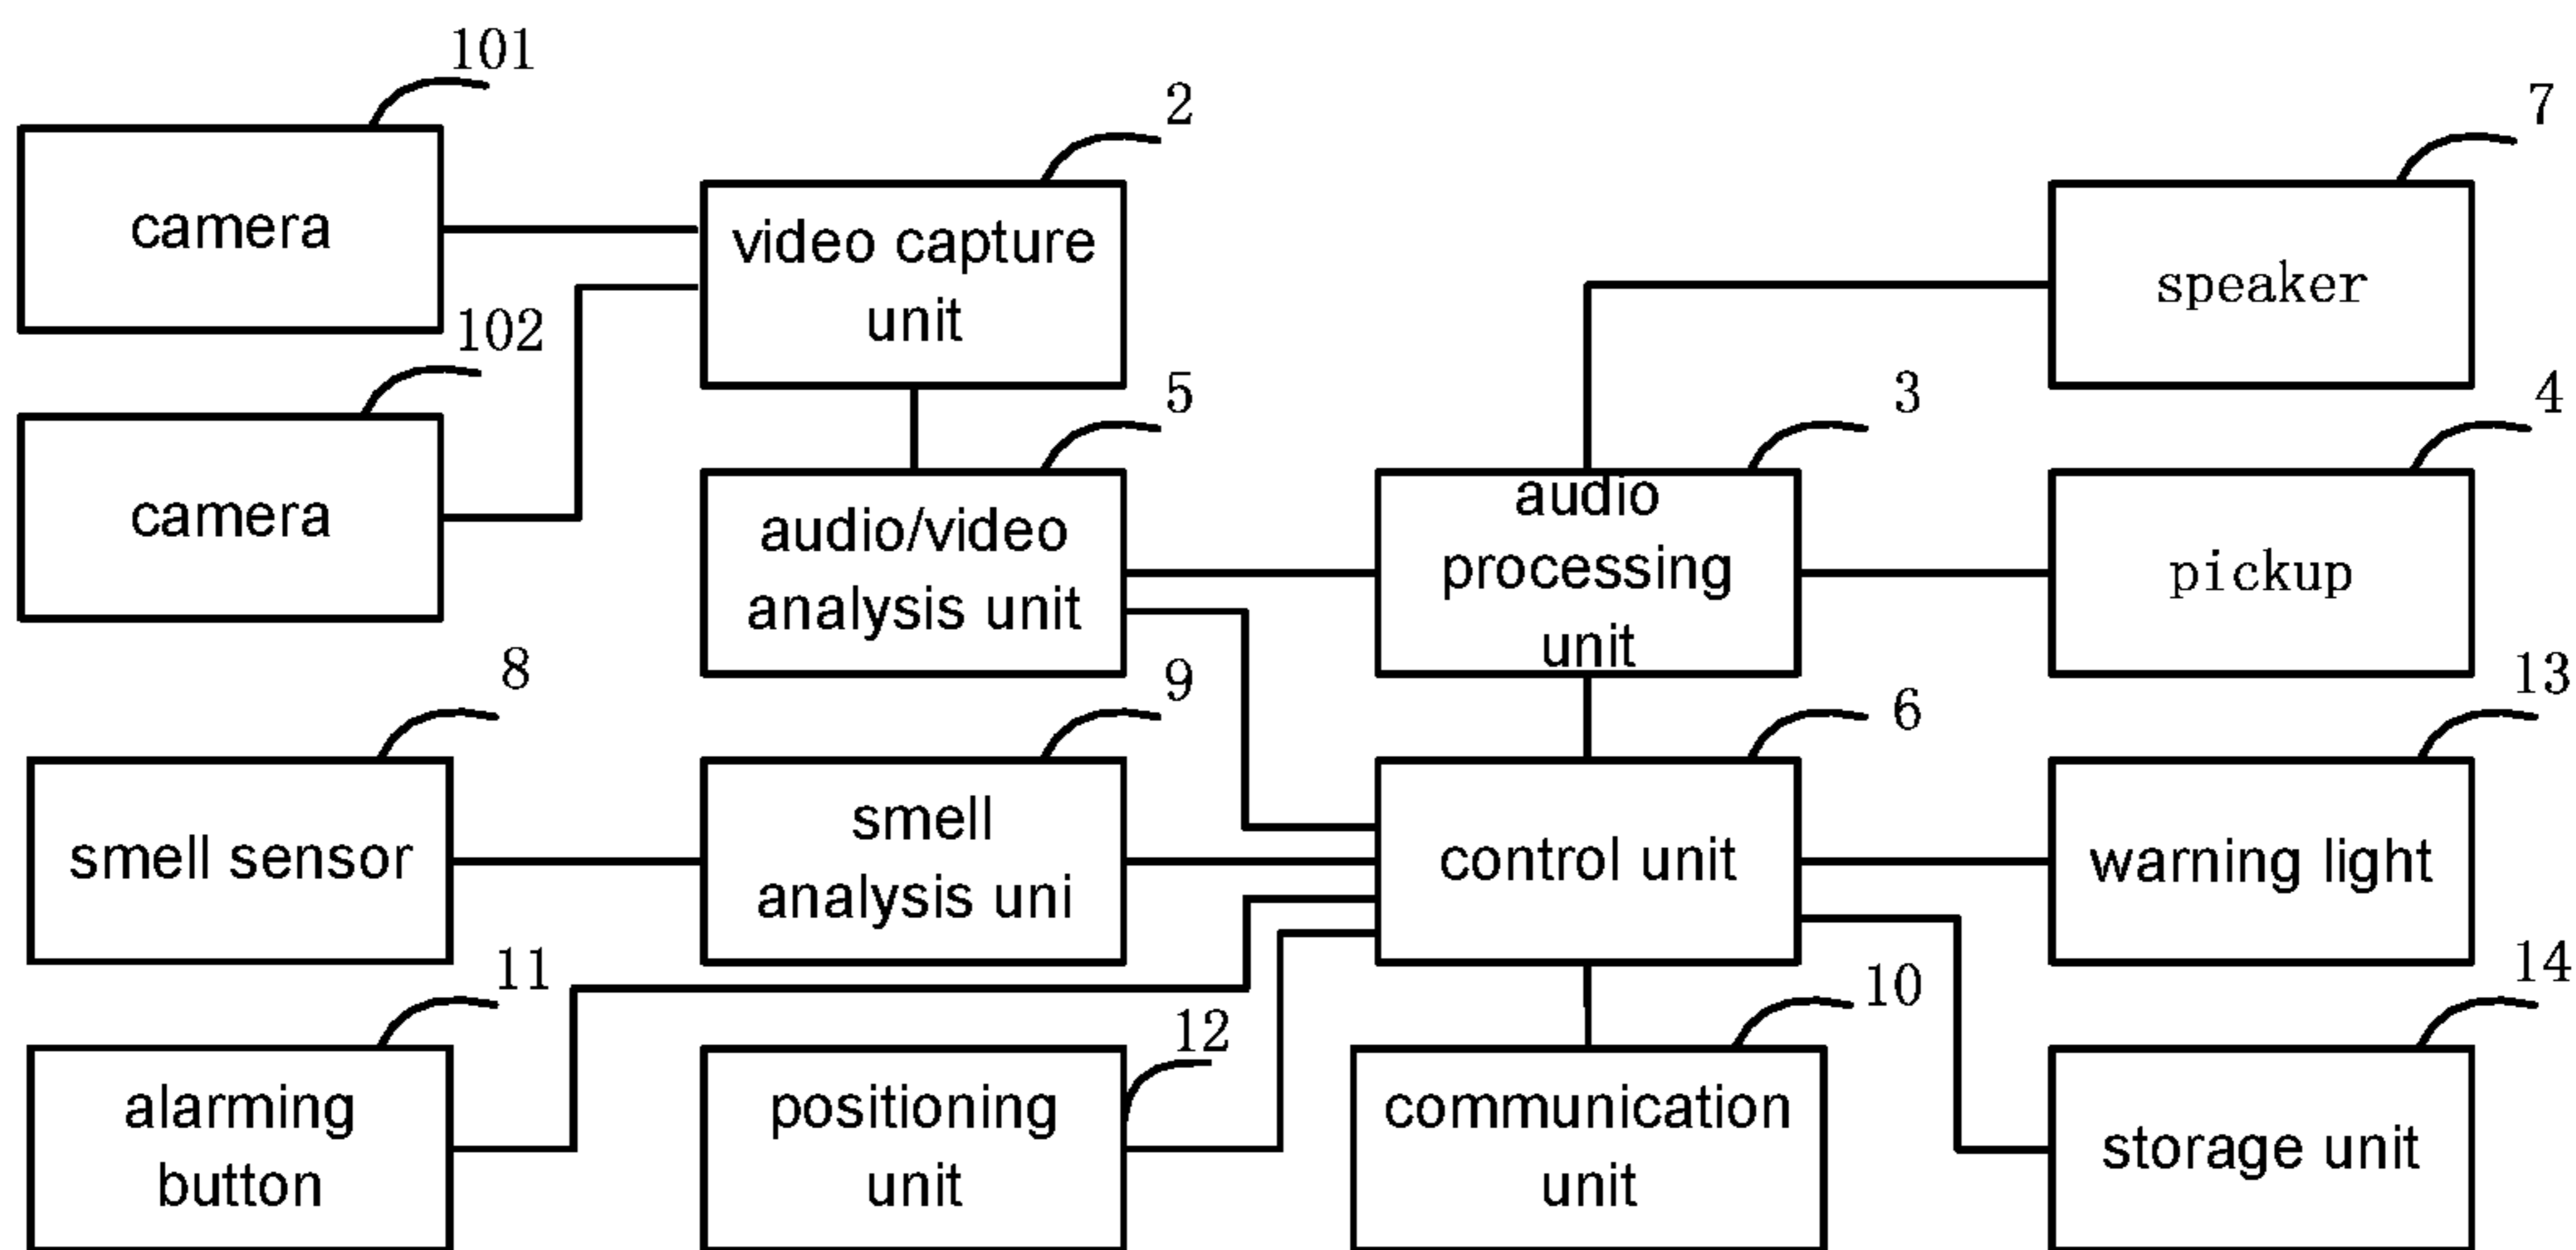 101
camera
2
video capture
unit
7
speaker
102
camera
5
audio/video
analysis unit
3
audio
processing
unit
4
pickup
8
smell sensor
9
smell
analysis uni
6
control unit
13
warning light
11
alarming
button
12
positioning
unit
10
communication
unit
14
storage unit